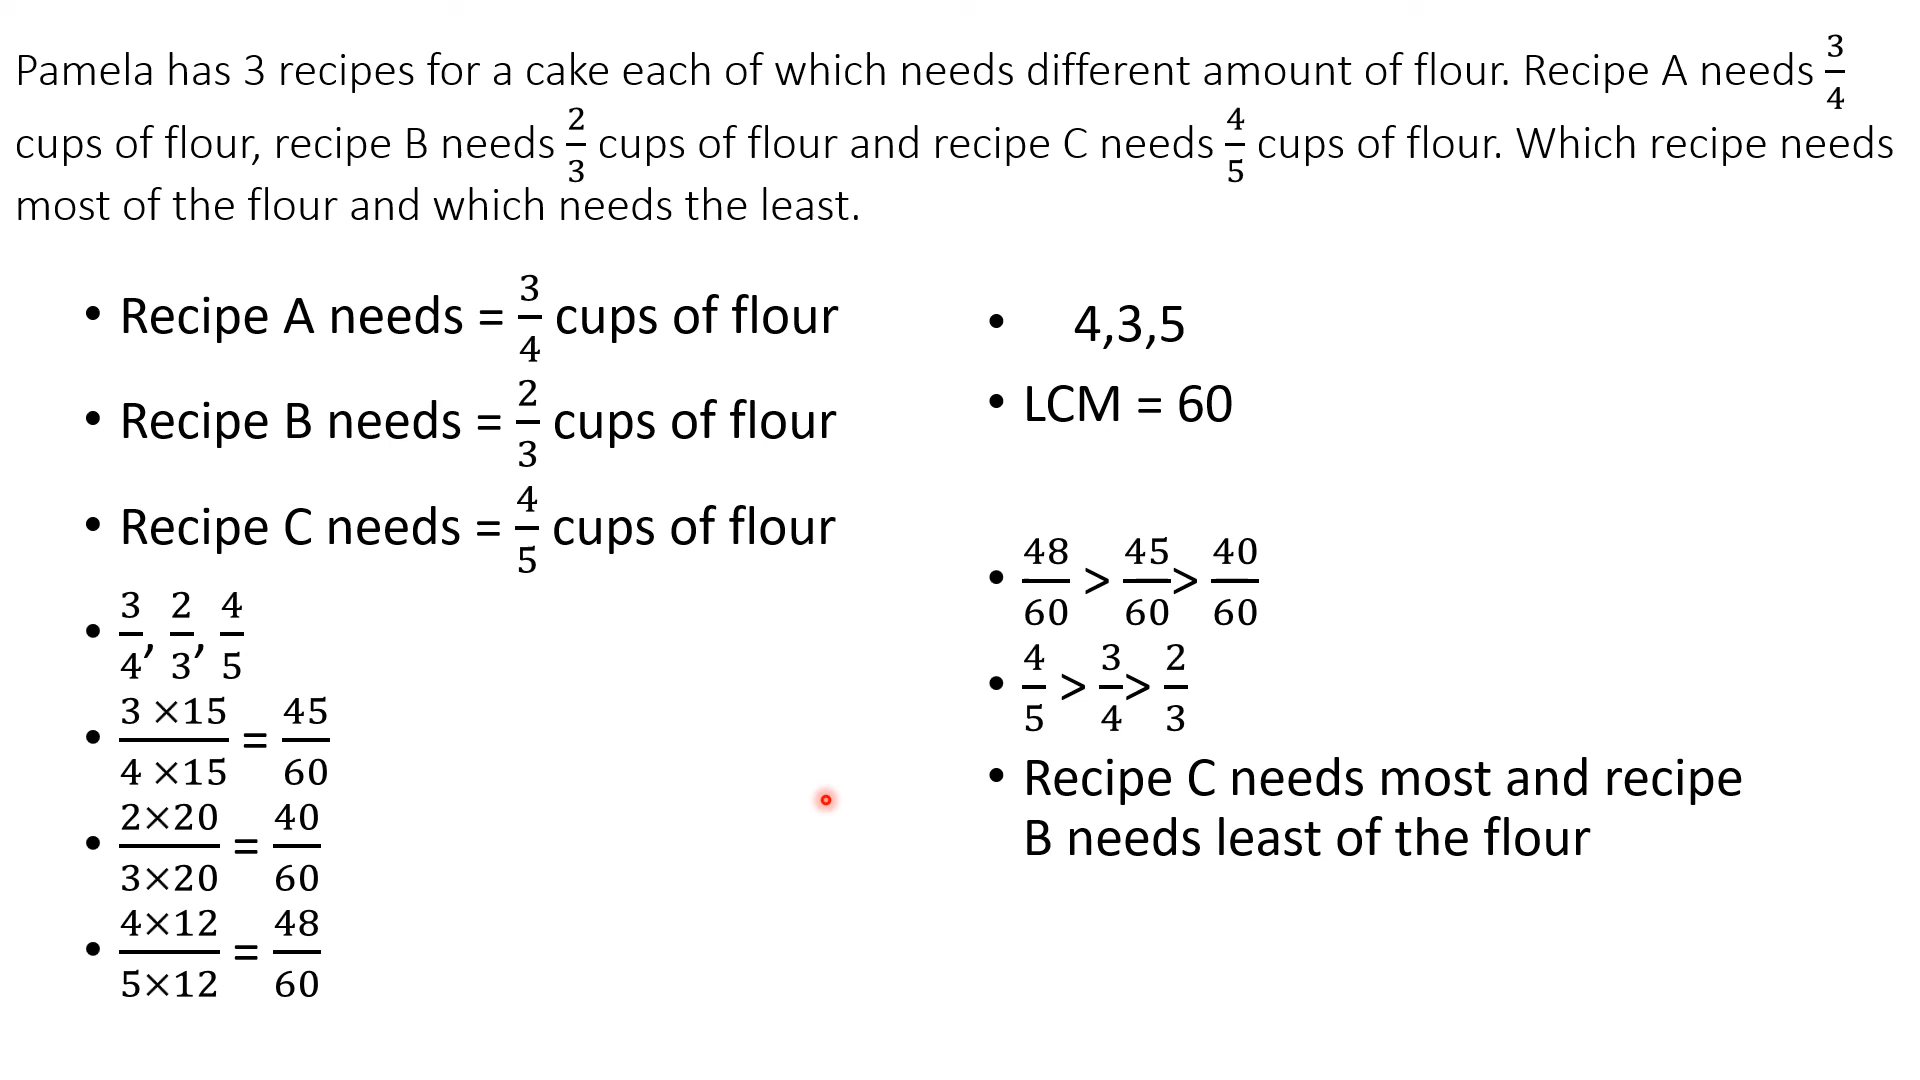 Pamela has 3 recipes for a cake each of which needs different amount of flour. Recipe A needs 3/4
cups of flour, recipe B needs 2/3 cups of flour and recipe C needs 4/5 cups of flour. Which recipe needs
most of the flour and which needs the least.
• Recipe A needs = 3/4 cups of flour
• Recipe B needs = 2/3 cups of flour
• Recipe C needs = 4/5 cups of flour
• 3/4, 2/3, 4/5
• 3 ×15/4 ×15 = 45/60
• 2×20/3×20 = 40/60
• 4×12/5×12 = 48/60
• 4,3,5
• LCM = 60
• 48/60 > 45/60 > 40/60
• 4/5 > 3/4 > 2/3
• Recipe C needs most and recipe
B needs least of the flour